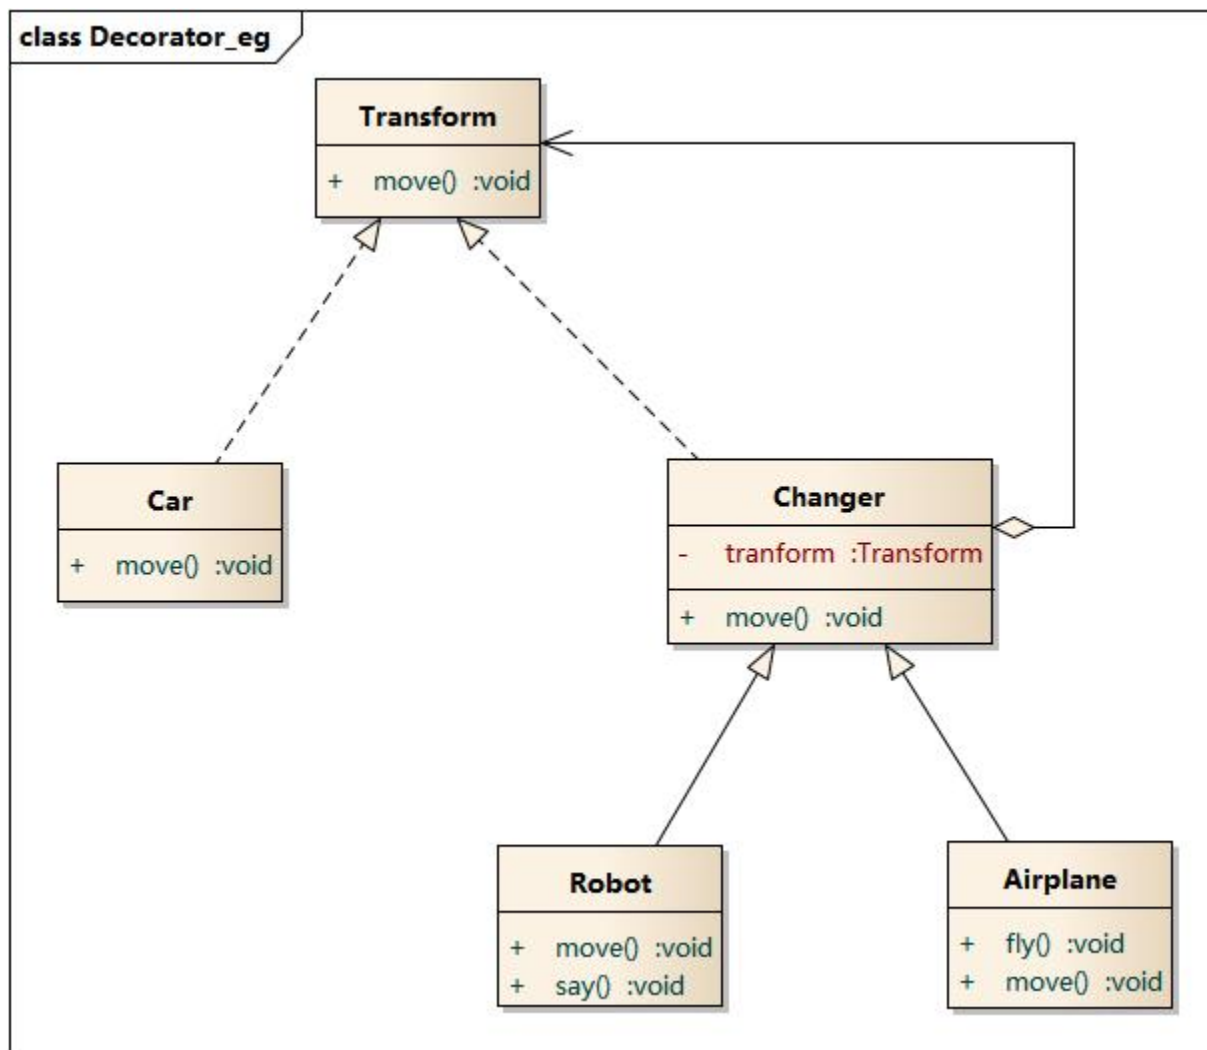 class Decorator_eg
Transform
+ move() :void
Car
+ move() :void
Changer
- tranform :Transform
+ move() :void
Robot
+ move() :void
+ say() :void
Airplane
+ fly() :void
+ move() :void